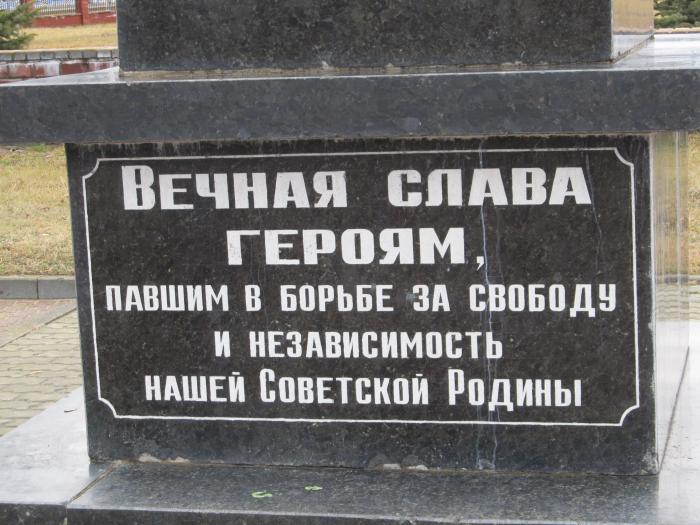 Вечная слава
героям,
павшим в борьбе за свободу
и независимость
нашей Советской Родины